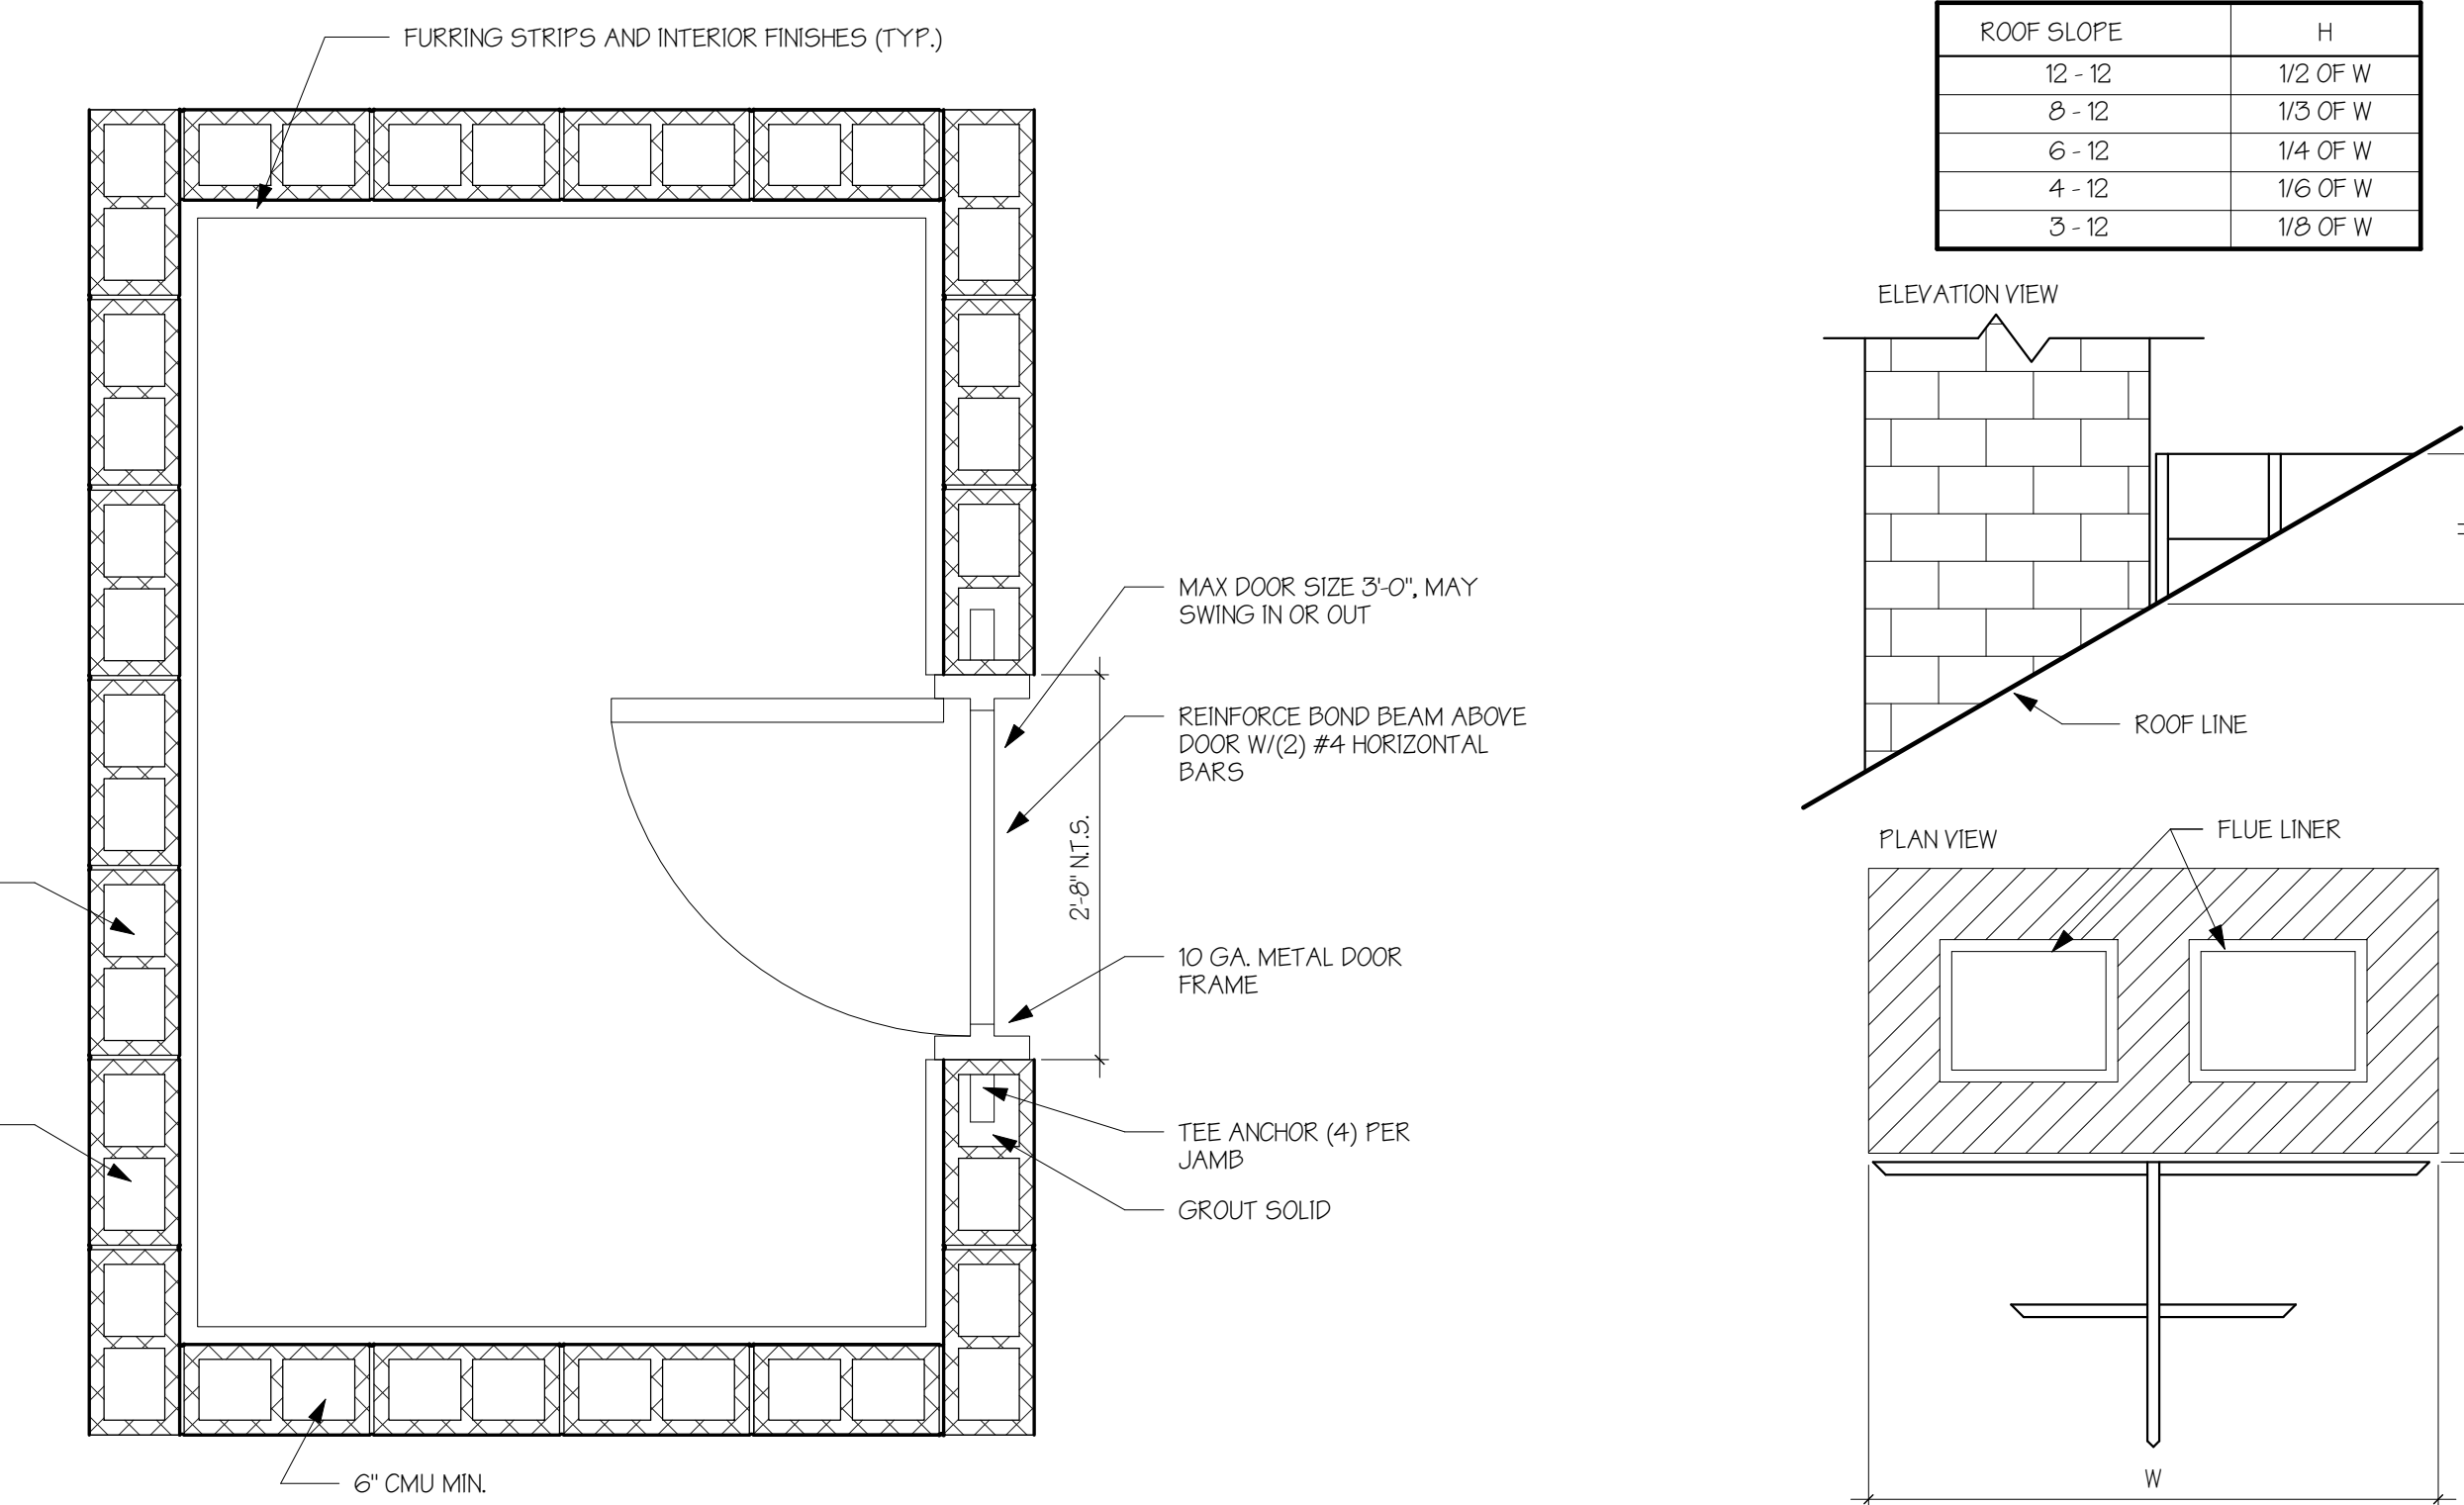 FURRING STRIPS AND INTERIOR FINISHES (TYP.)
MAX DOOR SIZE 3'-0", MAY
SWING IN OR OUT
REINFORCE BOND BEAM ABOVE
DOOR W/(2) #4 HORIZONTAL
BARS
2'-8" N.T.S.
10 GA. METAL DOOR
FRAME
TEE ANCHOR (4) PER
JAMB
GROUT SOLID
6" CMU MIN.
ROOF SLOPE H
12 - 12 1/2 OF W
8 - 12 1/3 OF W
6 - 12 1/4 OF W
4 - 12 1/6 OF W
3 - 12 1/8 OF W
ELEVATION VIEW
ROOF LINE
PLAN VIEW
FLUE LINER
W